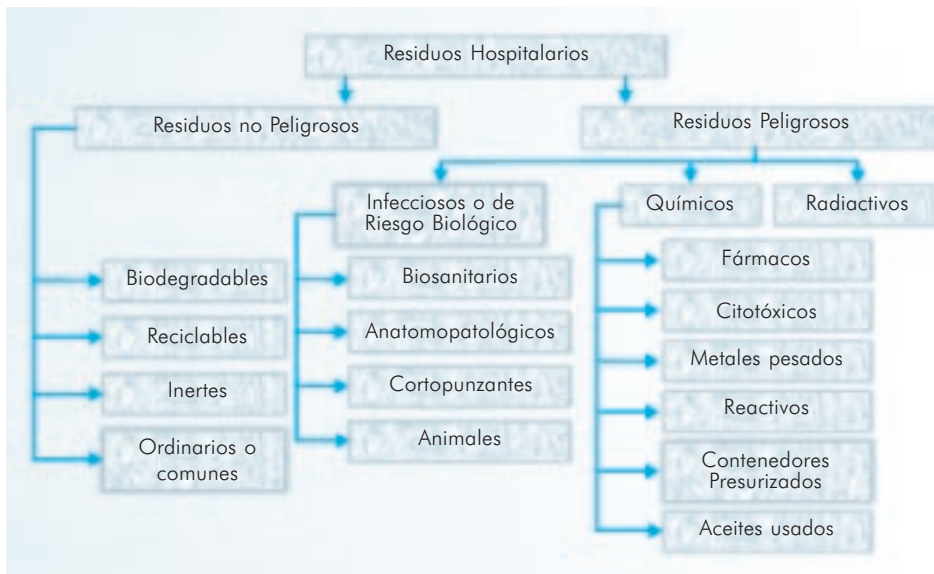 Residuos Hospitalarios
Residuos no Peligrosos
Residuos Peligrosos
Infecciosos o de
Riesgo Biológico
Químicos
Radiactivos
Biodegradables
Reciclables
Inertes
Ordinarios o
comunes
Biosanitarios
Anatomopatológicos
Cortopunzantes
Animales
Fármacos
Citotóxicos
Metales pesados
Reactivos
Contenedores
Presurizados
Aceites usados